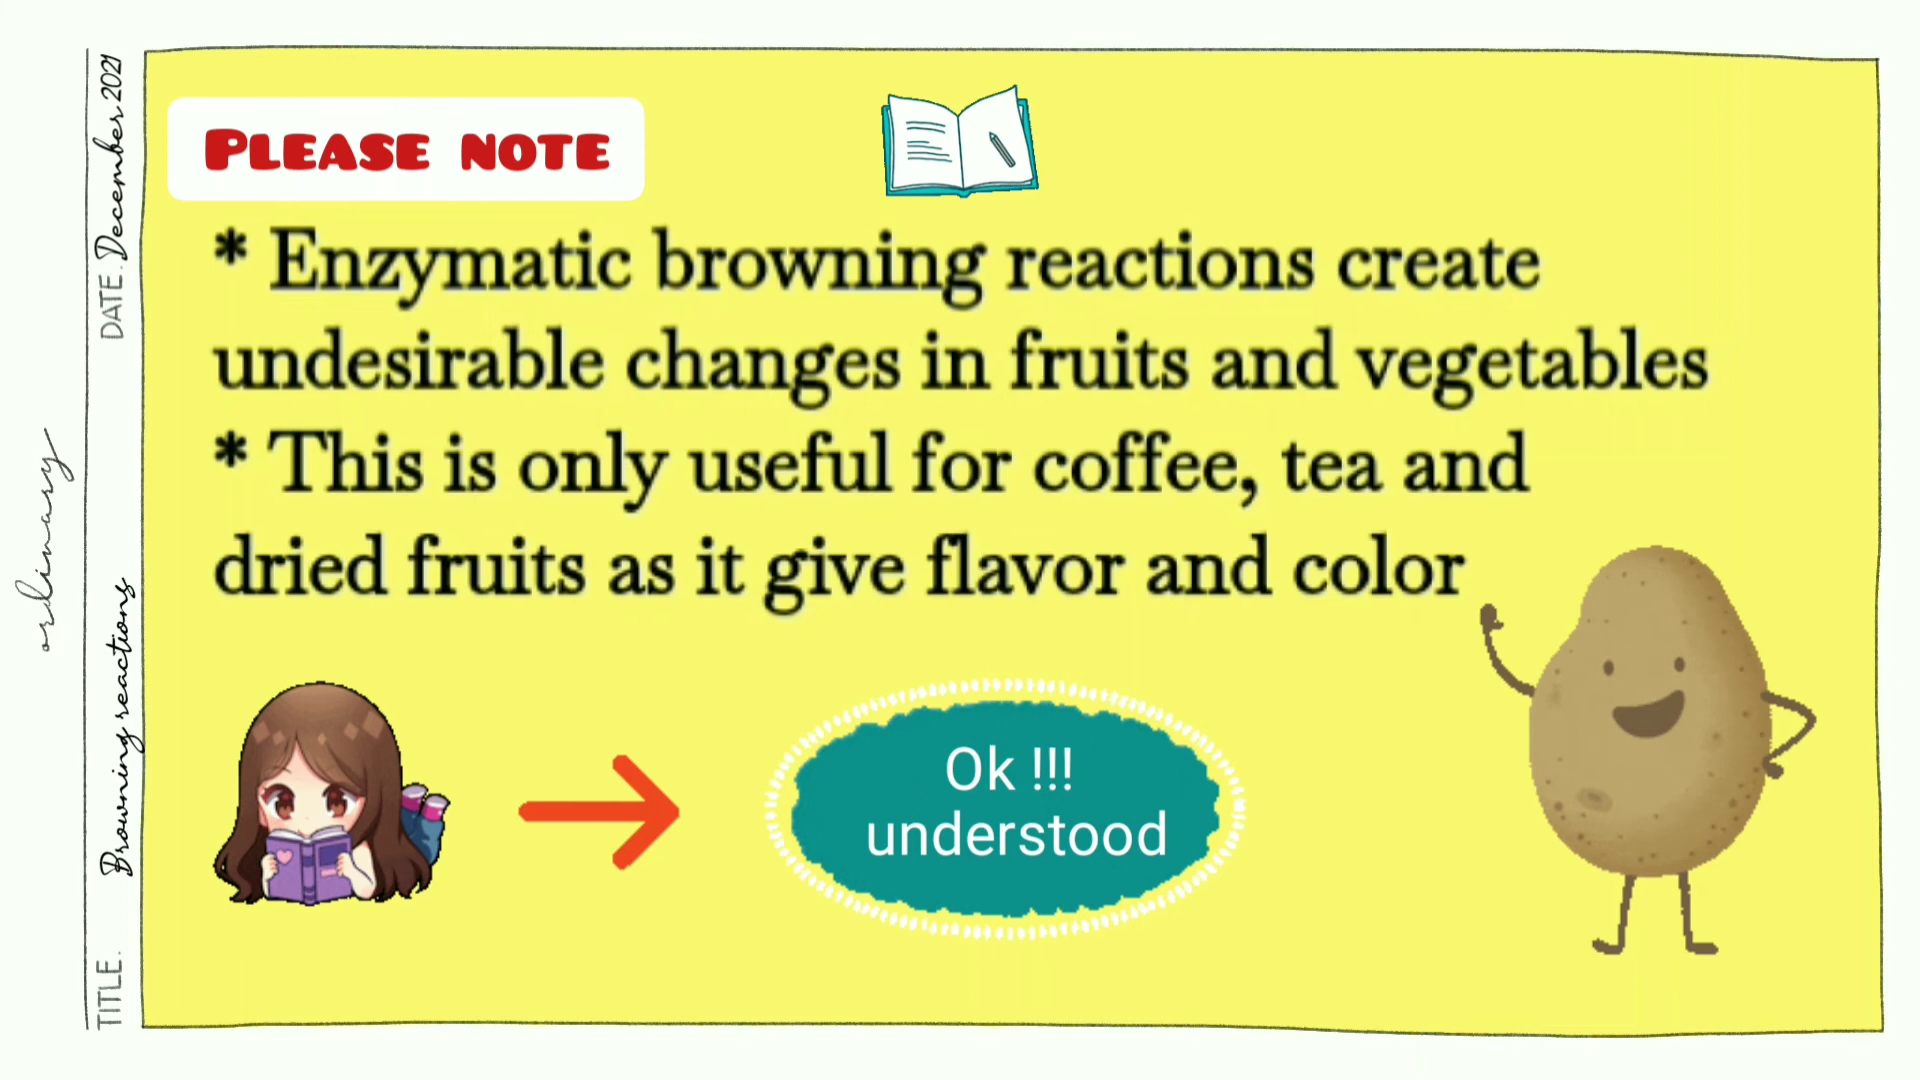 PLEASE NOTE
* Enzymatic browning reactions create
undesirable changes in fruits and vegetables
* This is only useful for coffee, tea and
dried fruits as it give flavor and color
Ok !!!
understood
TITLE. Browning reactions
DATE. December 2021
orlinary